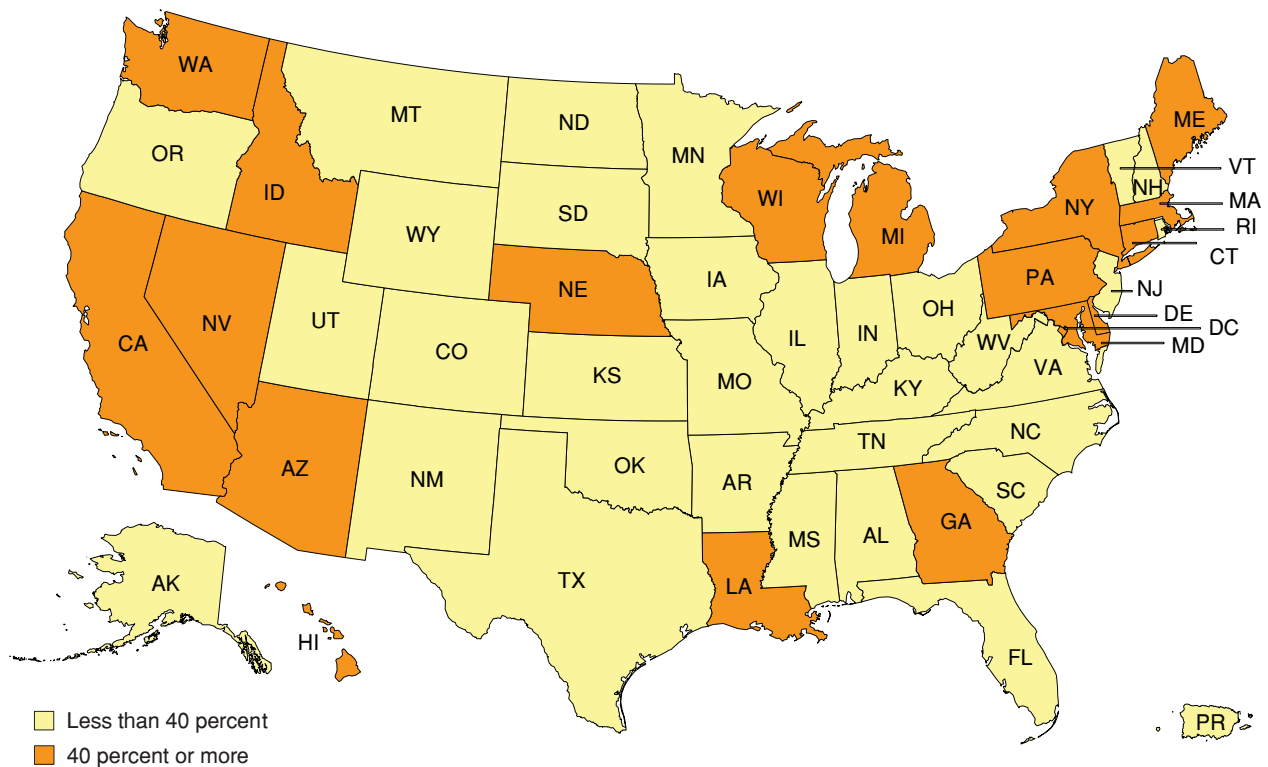 WA
ME
MT
ND
OR
MN
VT
ID
NH
WI
SD
NY
MA
RI
WY
MI
CT
IA
PA
NE
NJ
NV
UT
OH
DE
IL
IN
DC
CA
CO
WV
MD
KS
MO
VA
KY
NC
TN
AZ
OK
NM
AR
SC
GA
MS
AL
AK
TX
LA
HI
FL
Less than 40 percent
PR
40 percent or more